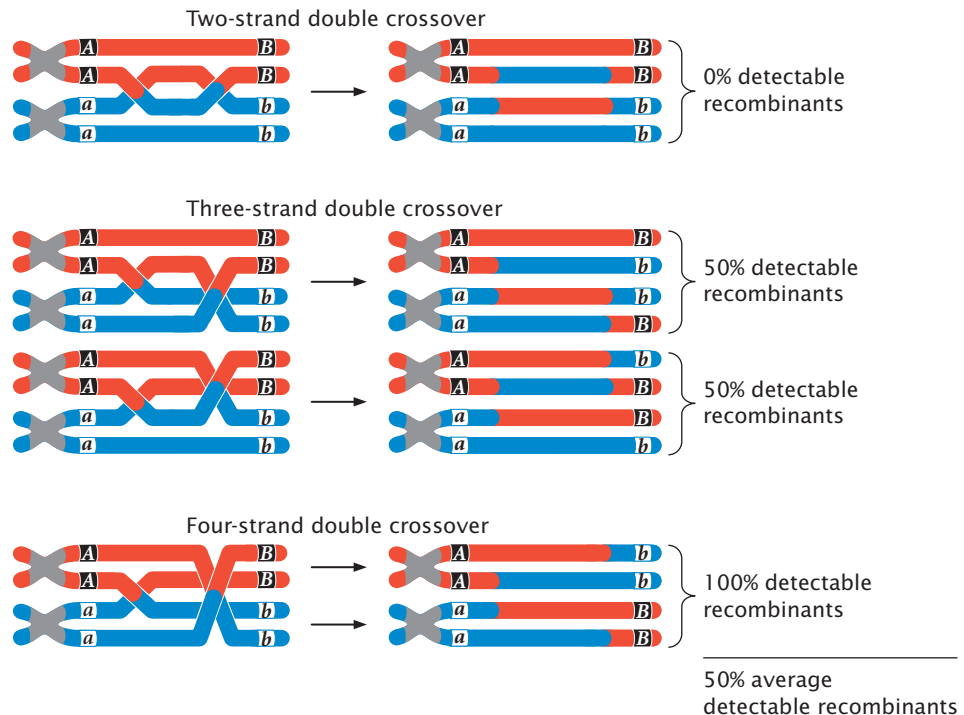 Two-strand double crossover
A B A B
A B A B
a b a b
a b a b
0% detectable
recombinants
Three-strand double crossover
A B A B
A B A b
a b a b
a b a B
50% detectable
recombinants
A B A b
A B A B
a b a B
a b a b
50% detectable
recombinants
Four-strand double crossover
A B A b
A B A b
a b a B
a b a B
100% detectable
recombinants
50% average
detectable recombinants